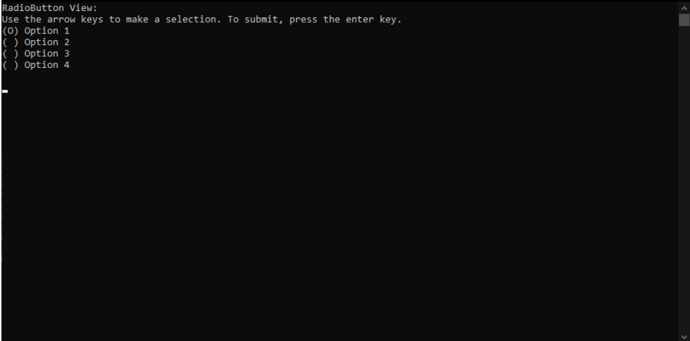 RadioButton View:
Use the arrow keys to make a selection. To submit, press the enter key.
(O) Option 1
( ) Option 2
( ) Option 3
( ) Option 4